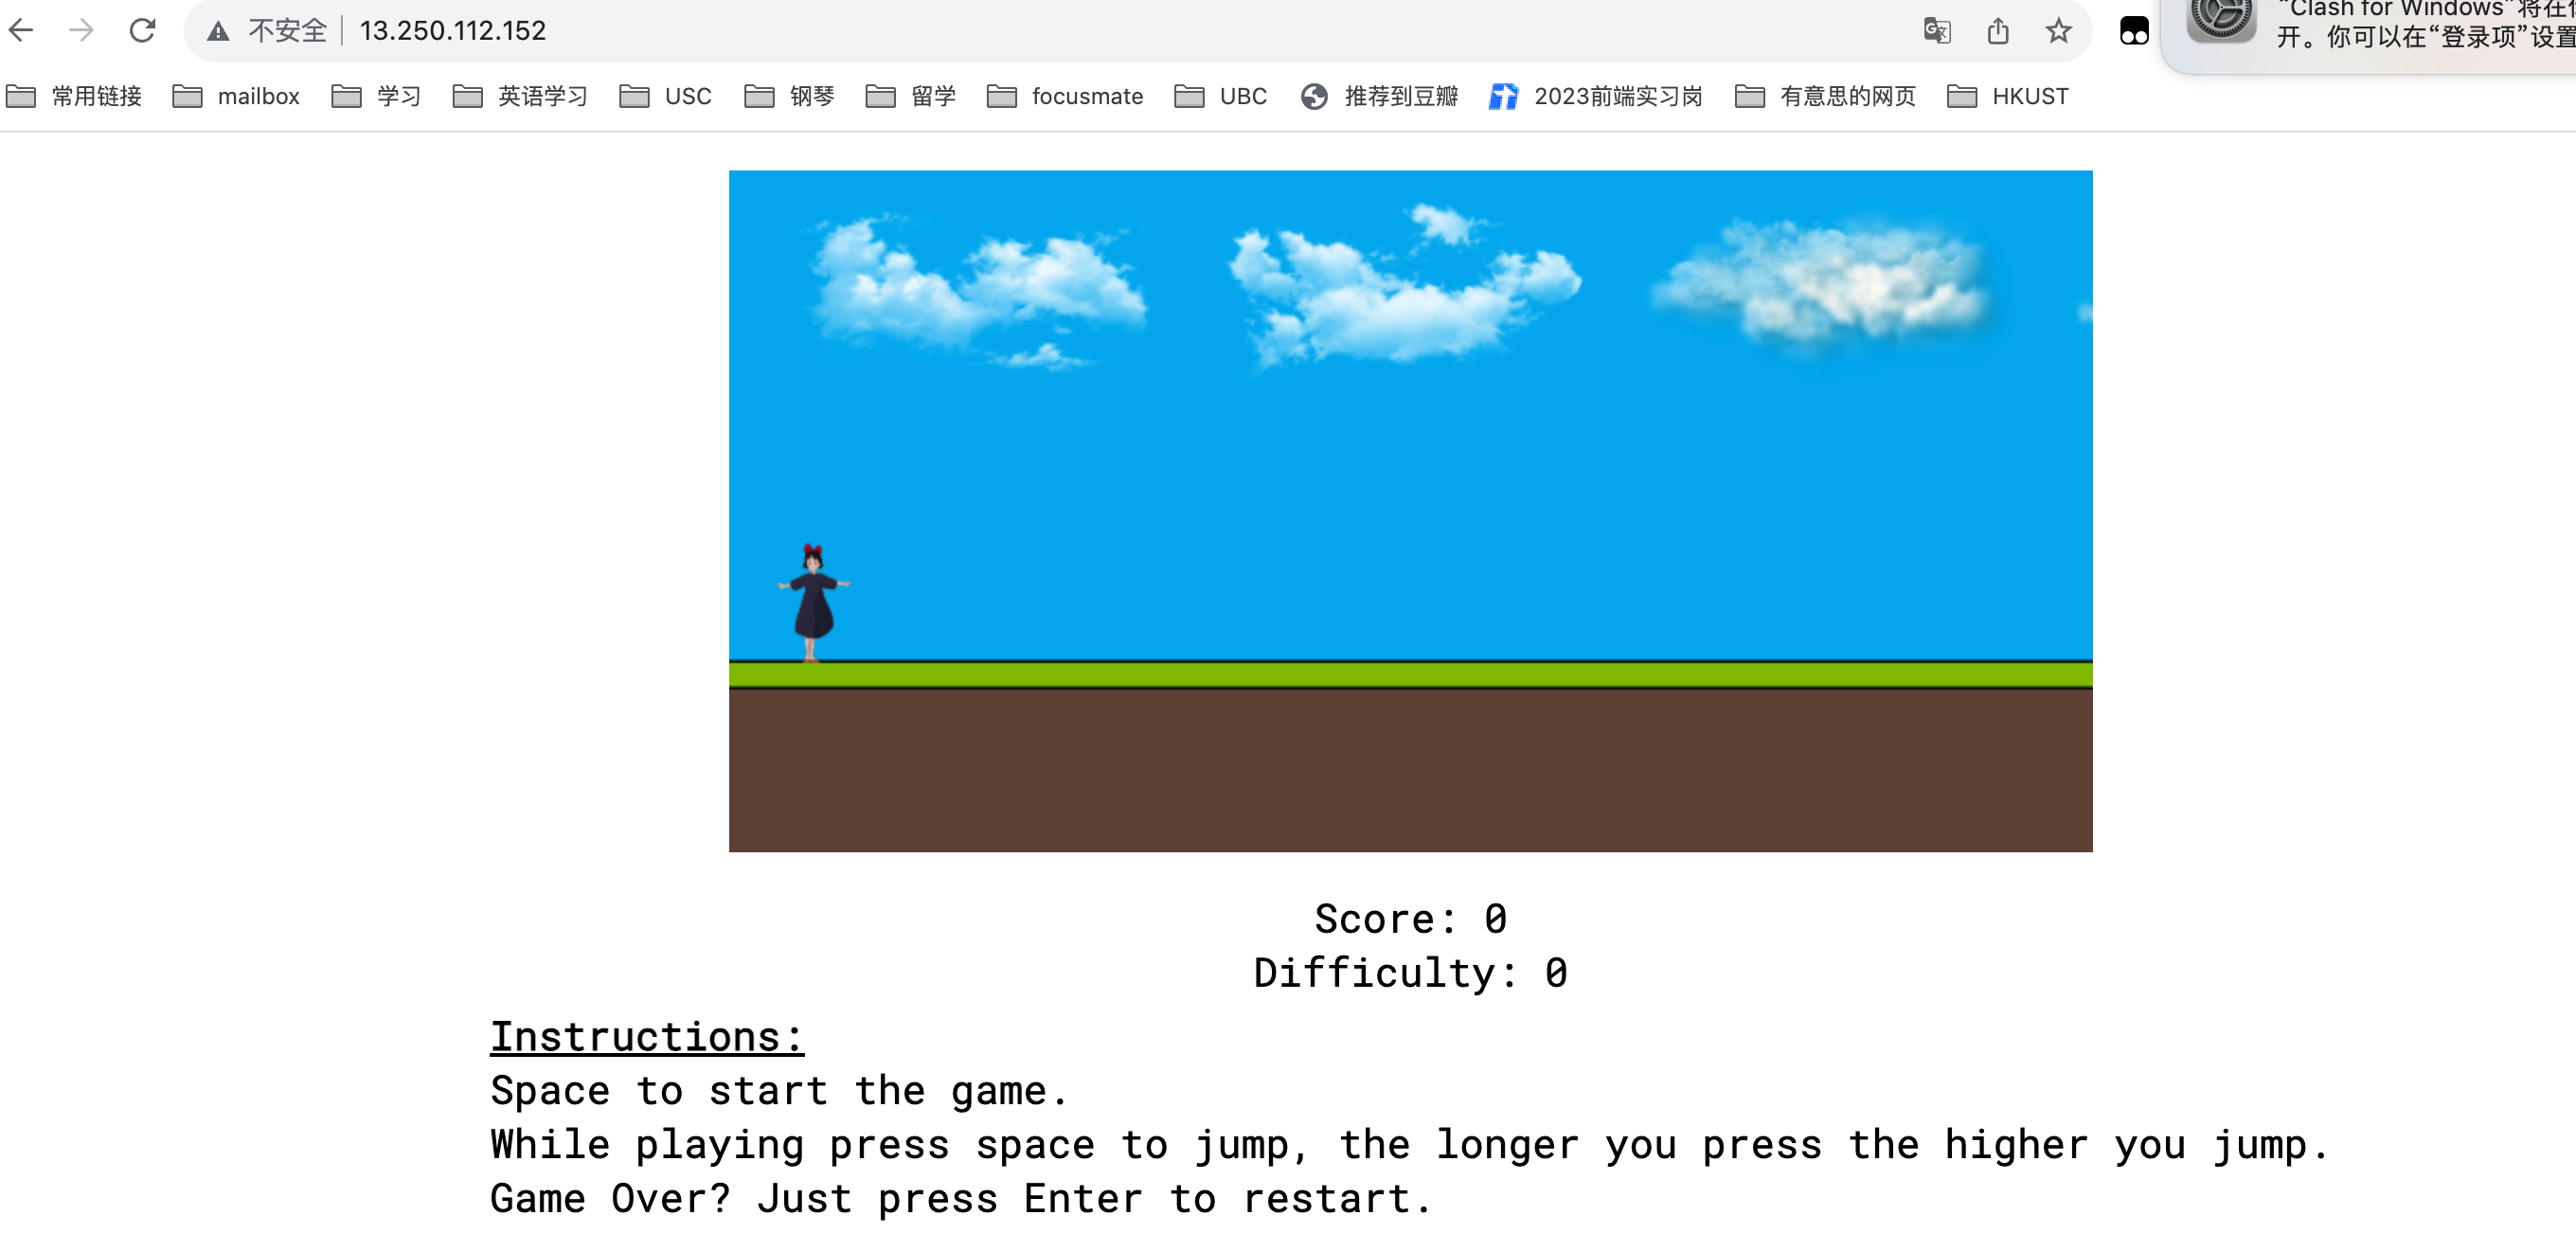 不安全 13.250.112.152
"Clash for Windows"将在
开。你可以在“登录项”设置
常用链接 mailbox 学习 英语学习 USC 钢琴 留学 focusmate UBC 推荐到豆瓣 2023前端实习岗 有意思的网页 HKUST
Score: 0
Difficulty: 0
Instructions:
Space to start the game.
While playing press space to jump, the longer you press the higher you jump.
Game Over? Just press Enter to restart.